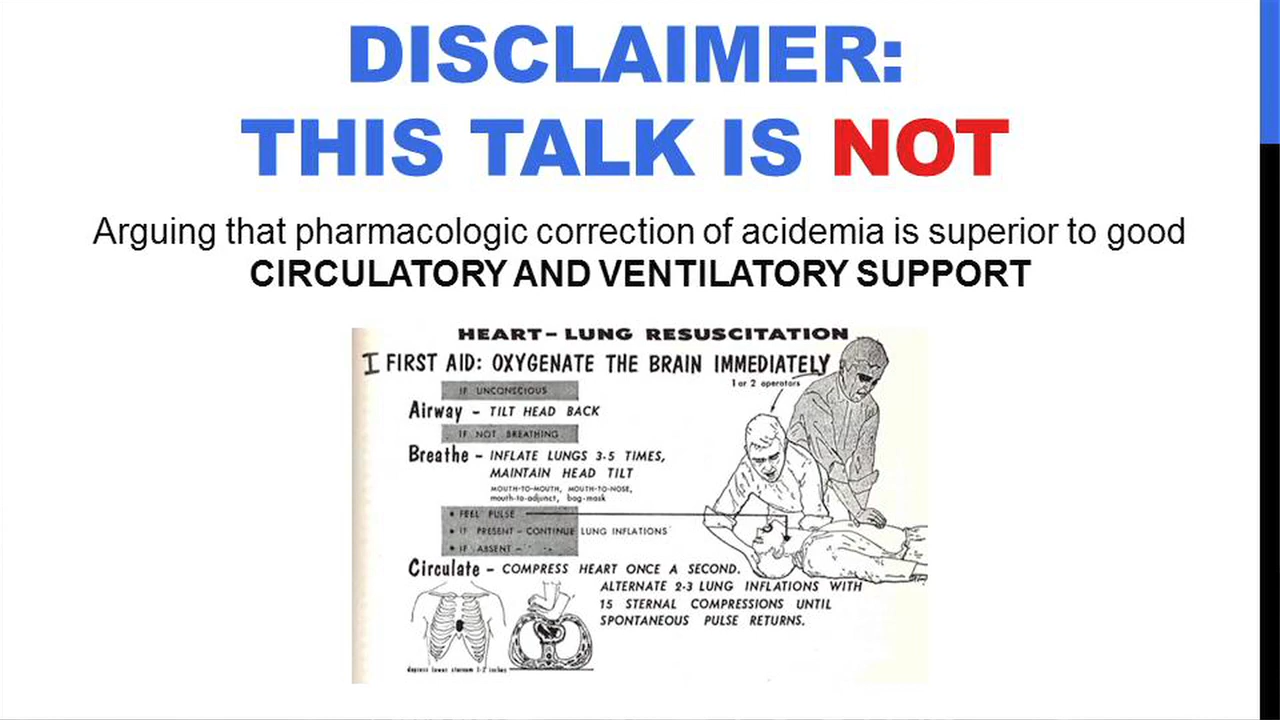 DISCLAIMER:
THIS TALK IS NOT
Arguing that pharmacologic correction of acidemia is superior to good
CIRCULATORY AND VENTILATORY SUPPORT
HEART-LUNG RESUSCITATION
I FIRST AID: OXYGENATE THE BRAIN IMMEDIATELY
1 or 2 operators
IF UNCONSCIOUS
Airway - TILT HEAD BACK
IF NOT BREATHING
Breathe - INFLATE LUNGS 3-5 TIMES,
MAINTAIN HEAD TILT
MOUTH-TO-MOUTH, MOUTH-TO-NOSE,
mouth-to-adjunct, bag-mask
• FEEL PULSE
• IF PRESENT - CONTINUE LUNG INFLATIONS
• IF ABSENT -
Circulate - COMPRESS HEART ONCE A SECOND.
ALTERNATE 2-3 LUNG INFLATIONS WITH
15 STERNAL COMPRESSIONS UNTIL
SPONTANEOUS PULSE RETURNS.
depress lower sternum 1-2 inches